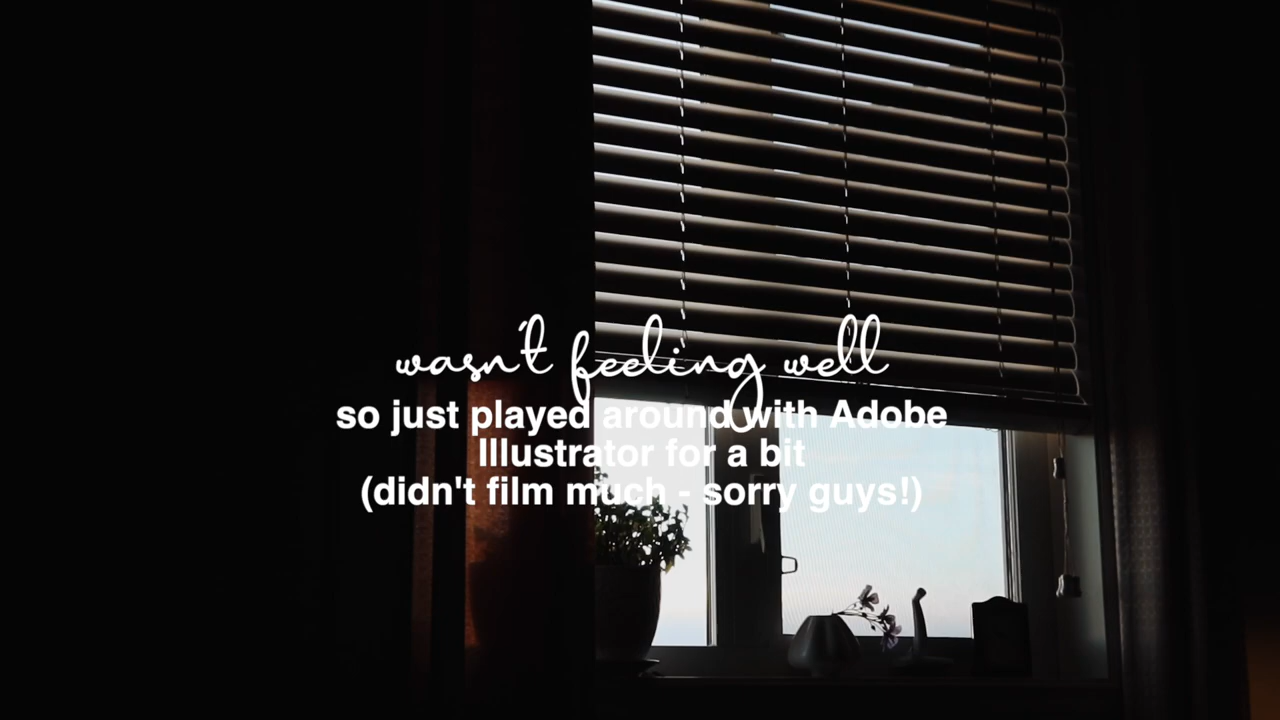 wasn't feeling well
so just played around with Adobe
Illustrator for a bit
(didn't film much - sorry guys!)